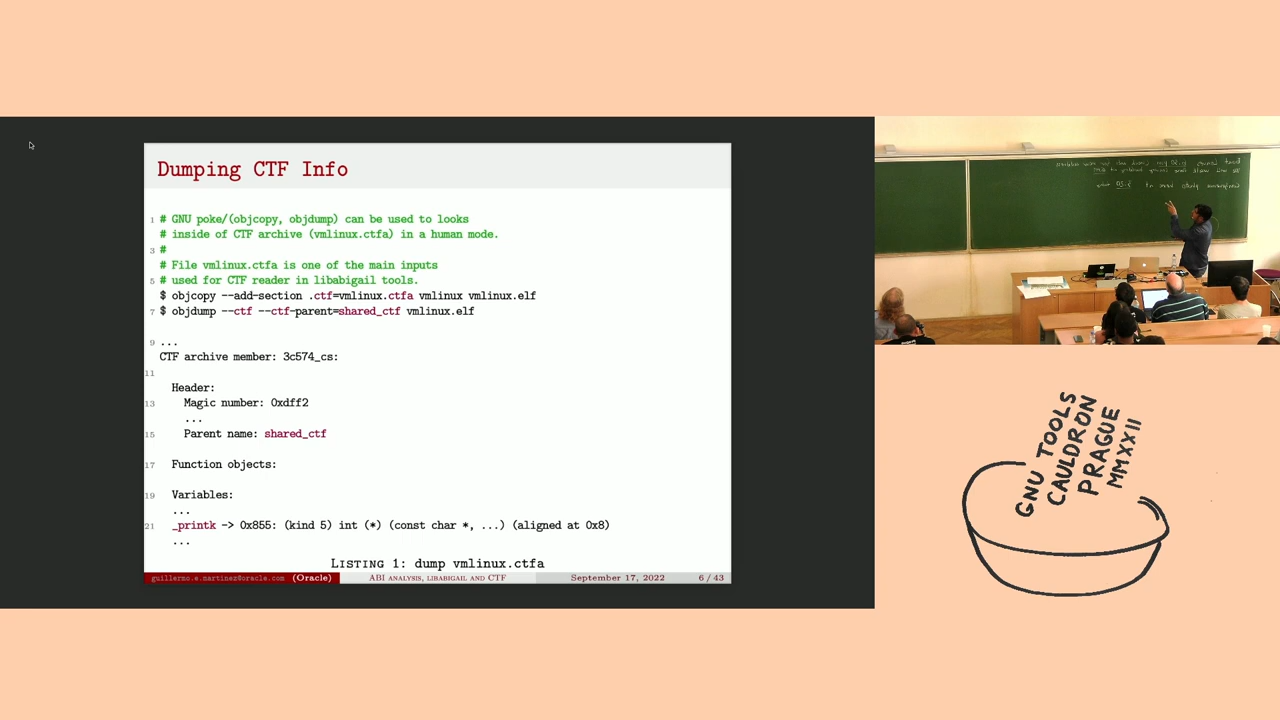 Dumping CTF Info
1 # GNU poke/(objcopy, objdump) can be used to looks
# inside of CTF archive (vmlinux.ctfa) in a human mode.
3 #
# File vmlinux.ctfa is one of the main inputs
5 # used for CTF reader in libabigail tools.
$ objcopy --add-section .ctf=vmlinux.ctfa vmlinux vmlinux.elf
7 $ objdump --ctf --ctf-parent=shared_ctf vmlinux.elf
9 ...
CTF archive member: 3c574_cs:
11
Header:
13 Magic number: 0xdff2
...
15 Parent name: shared_ctf
17 Function objects:
19 Variables:
...
21 _printk -> 0x855: (kind 5) int (*) (const char *, ...) (aligned at 0x8)
...
Listing 1: dump vmlinux.ctfa
guillermo.e.martinez@oracle.com (Oracle) ABI analysis, libabigail and CTF September 17, 2022 6 / 43
GNU TOOLS
CAULDRON
PRAGUE
MMXXII